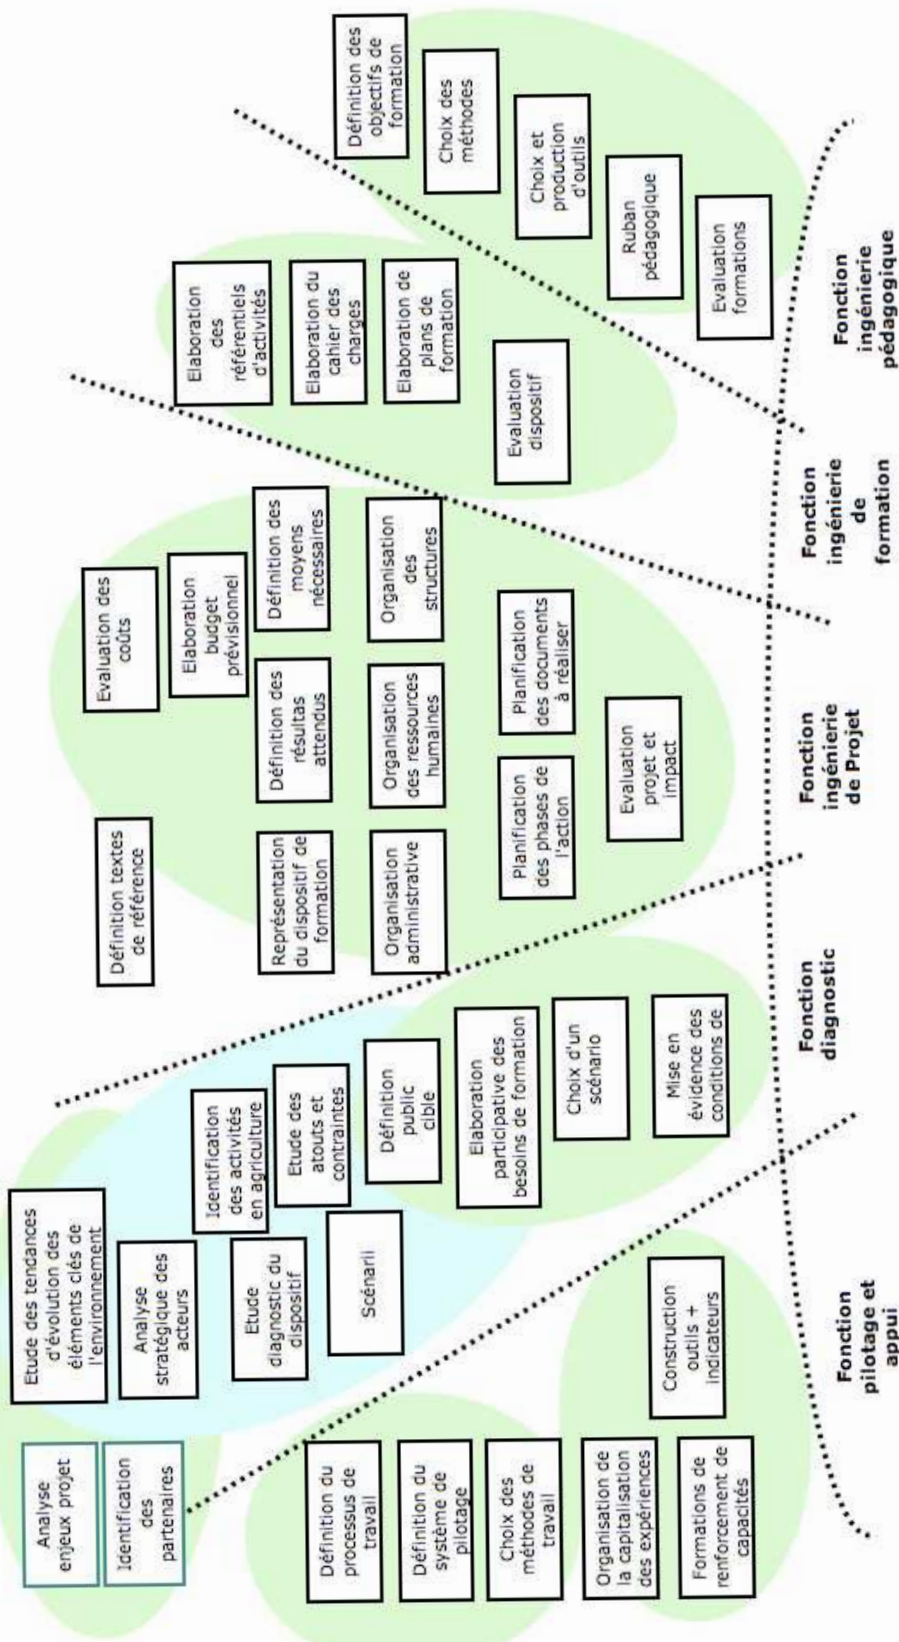 Analyse
enjeux projet
Identification
des
partenaires
Définition du
processus de
travail
Définition du
système de
pilotage
Choix des
méthodes de
travail
Organisation de
la capitalisation
des expériences
Formations de
renforcement de
capacités
Construction
outils +
indicateurs
Fonction
pilotage et
appui
Etude des tendances
d'évolution des
éléments clés de
l'environnement
Analyse
stratégique des
acteurs
Identification
des activités
en agriculture
Etude
diagnostic du
dispositif
Etude des
atouts et
contraintes
Scénarii
Définition
public
cible
Elaboration
participative des
besoins de formation
Choix d'un
scénario
Mise en
évidence des
conditions de
Fonction
diagnostic
Définition textes
de référence
Evaluation des
coûts
Elaboration
budget
prévisionnel
Représentation
du dispositif de
formation
Définition des
résultas
attendus
Définition des
moyens
nécessaires
Organisation
administrative
Organisation
des ressources
humaines
Organisation
des
structures
Planification
des phases de
l'action
Planification
des documents
à réaliser
Evaluation
projet et
impact
Fonction
ingénierie
de Projet
Elaboration
des
référentiels
d'activités
Elaboration du
cahier des
charges
Elaboration de
plans de
formation
Evaluation
dispositif
Fonction
ingénierie
de
formation
Définition des
objectifs de
formation
Choix des
méthodes
Choix et
production
d'outils
Ruban
pédagogique
Evaluation
formations
Fonction
ingénierie
pédagogique